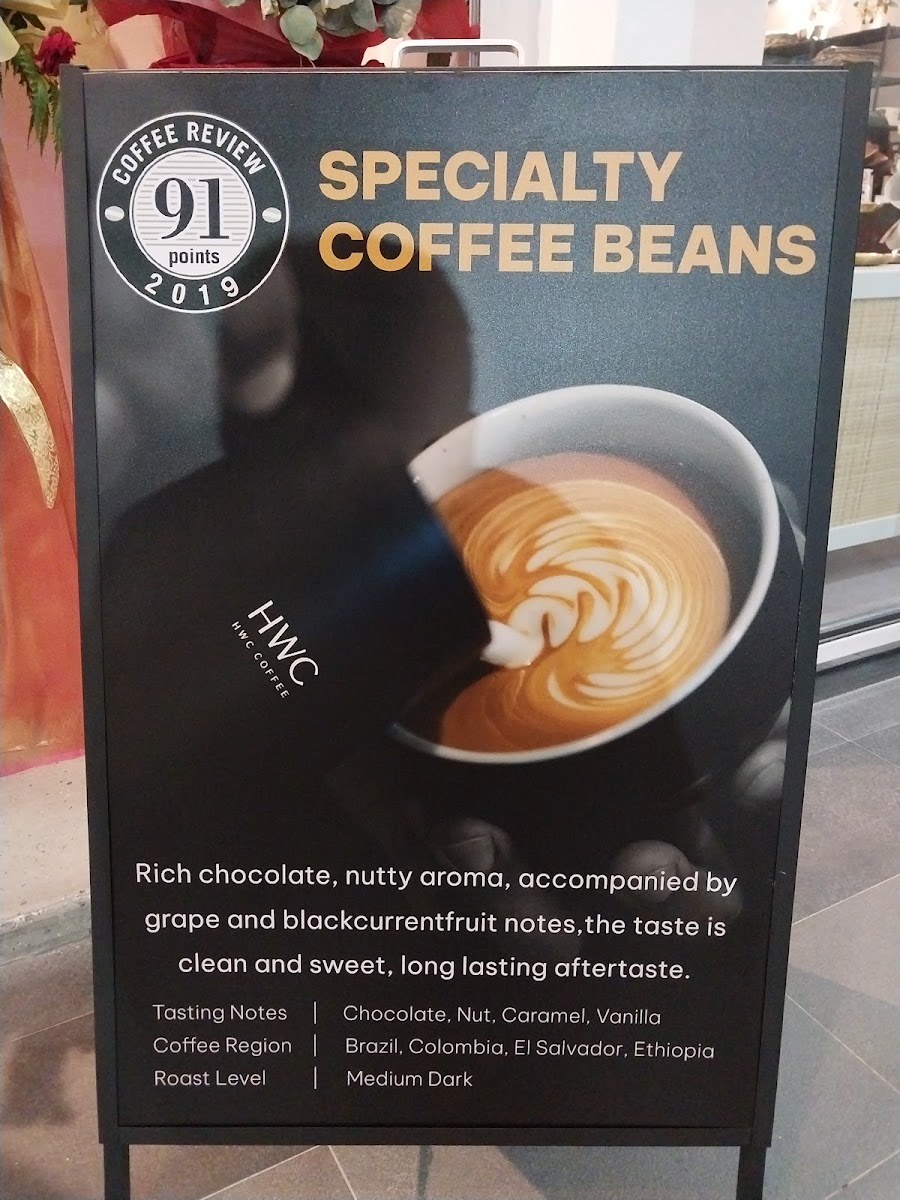 COFFEE REVIEW
91
points
2019
SPECIALTY
COFFEE BEANS
HWC
HWC COFFEE
Rich chocolate, nutty aroma, accompanied by
grape and blackcurrentfruit notes,the taste is
clean and sweet, long lasting aftertaste.
Tasting Notes | Chocolate, Nut, Caramel, Vanilla
Coffee Region | Brazil, Colombia, El Salvador, Ethiopia
Roast Level | Medium Dark